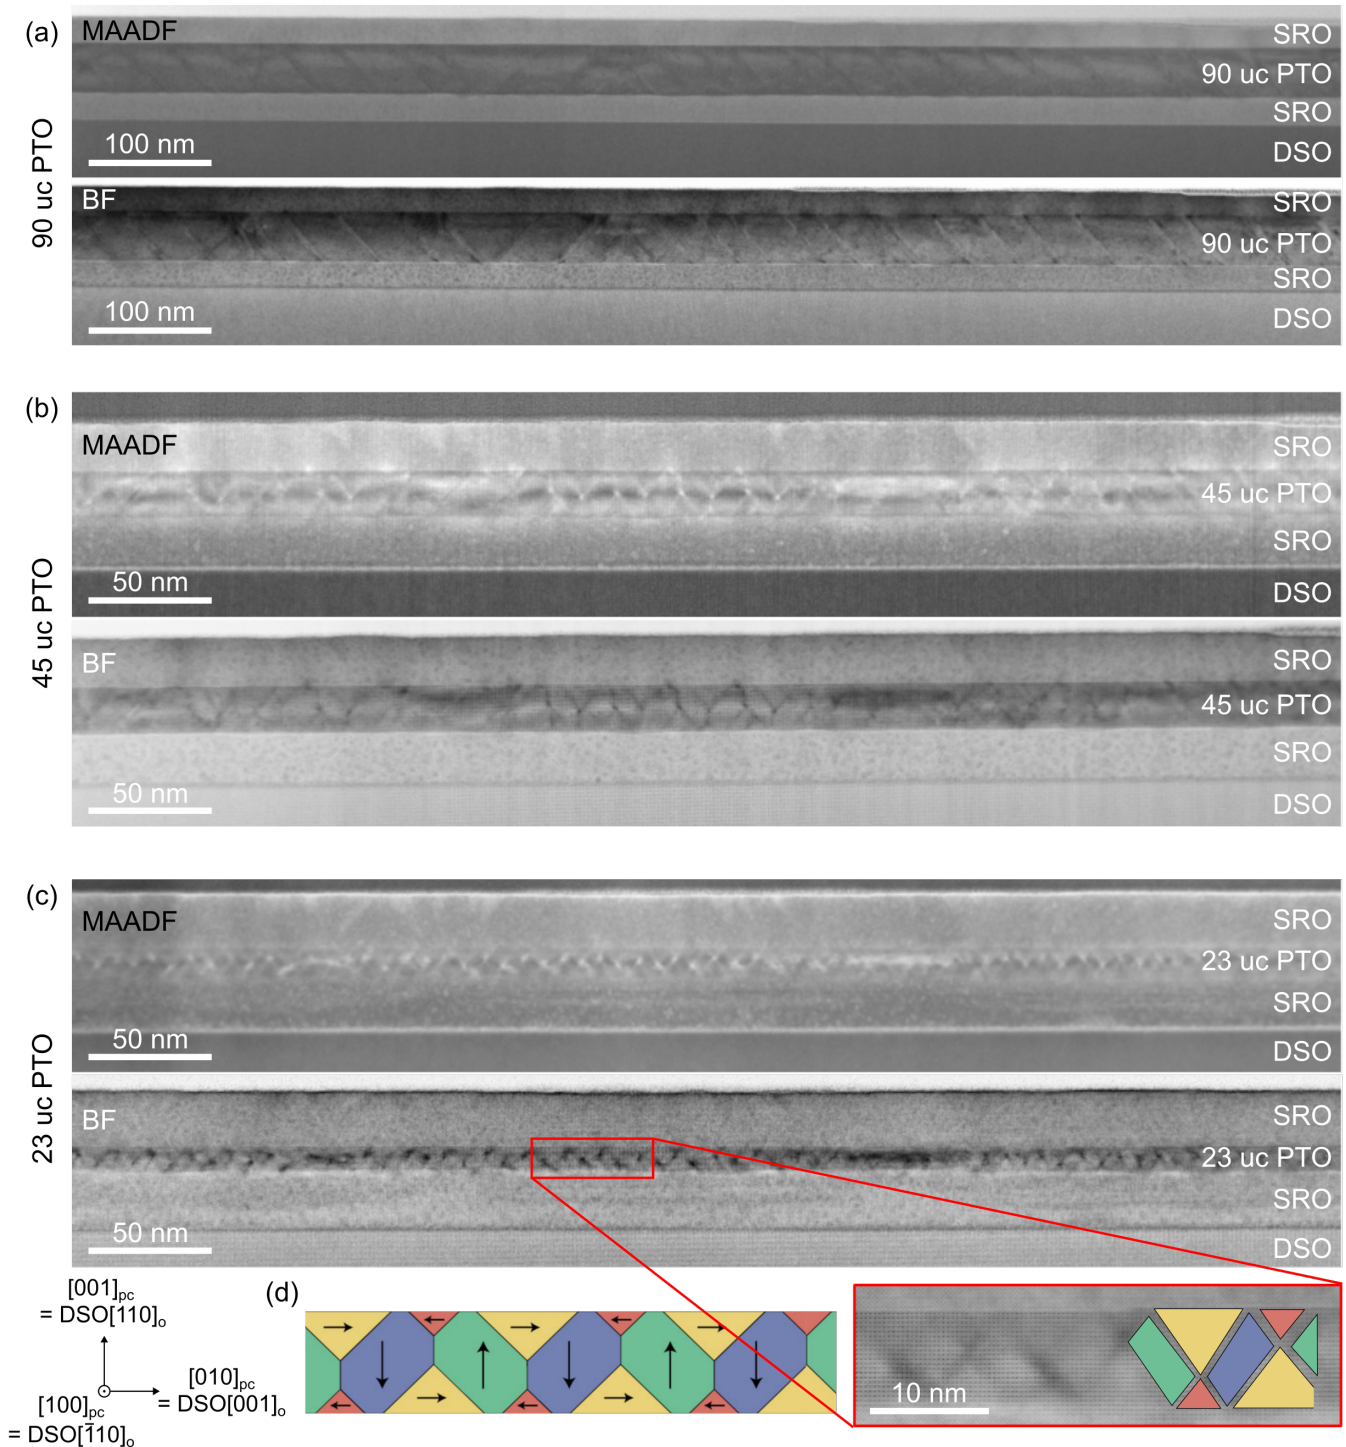 (a)
MAADF
SRO
90 uc PTO
SRO
DSO
100 nm
90 uc PTO
BF
SRO
90 uc PTO
SRO
DSO
100 nm
(b)
MAADF
SRO
45 uc PTO
SRO
DSO
50 nm
45 uc PTO
BF
SRO
45 uc PTO
SRO
DSO
50 nm
(c)
MAADF
SRO
23 uc PTO
SRO
DSO
50 nm
23 uc PTO
BF
SRO
23 uc PTO
SRO
DSO
50 nm
[001]pc
= DSO[110]o
[010]pc
= DSO[001]o
[100]pc
= DSO[1̄10]o
(d)
10 nm